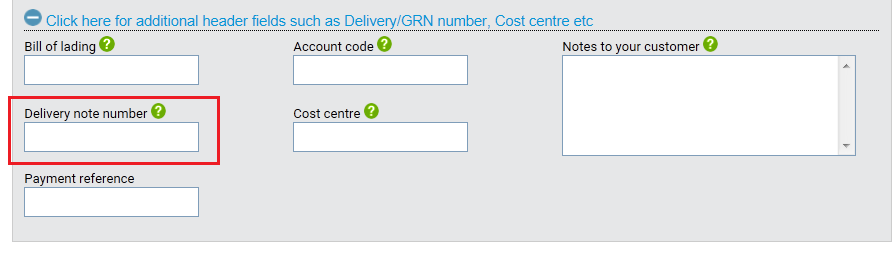 Click here for additional header fields such as Delivery/GRN number, Cost centre etc
Bill of lading ?
Account code ?
Notes to your customer ?
Delivery note number ?
Cost centre ?
Payment reference